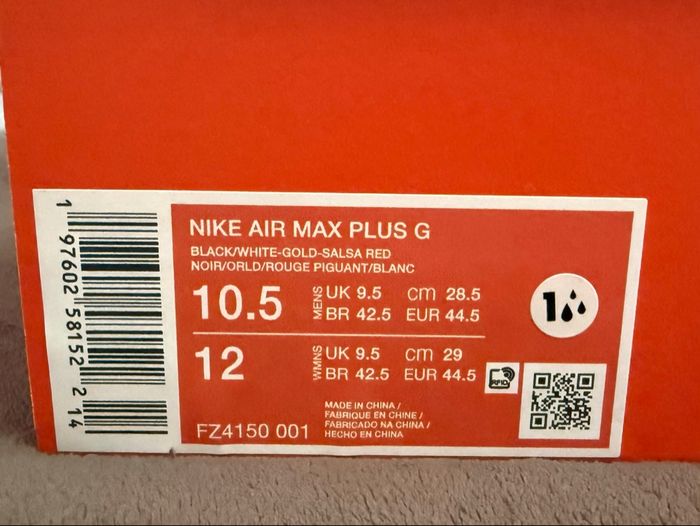 NIKE AIR MAX PLUS G
BLACK/WHITE-GOLD-SALSA RED
NOIR/ORLD/ROUGE PIGUANT/BLANC
10.5 MENS UK 9.5 cm 28.5
BR 42.5 EUR 44.5
1
12 WMNS UK 9.5 cm 29
BR 42.5 EUR 44.5
RFID
MADE IN CHINA /
FABRIQUE EN CHINE /
FABRICADO NA CHINA /
HECHO EN CHINA
FZ4150 001
1 97602 58152 2 14